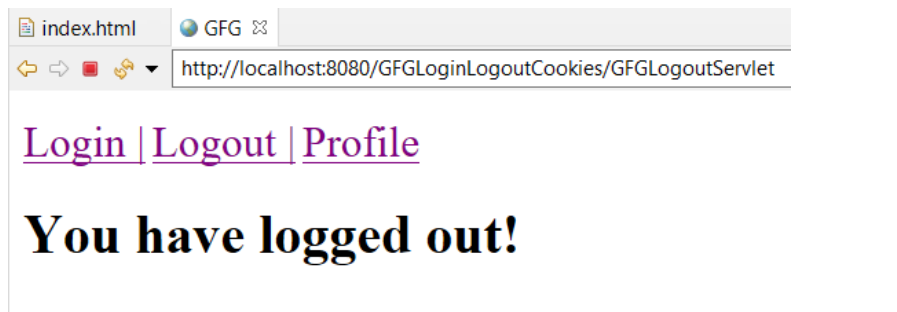 index.html GFG
http://localhost:8080/GFGLoginLogoutCookies/GFGLogoutServlet
Login | Logout | Profile
You have logged out!